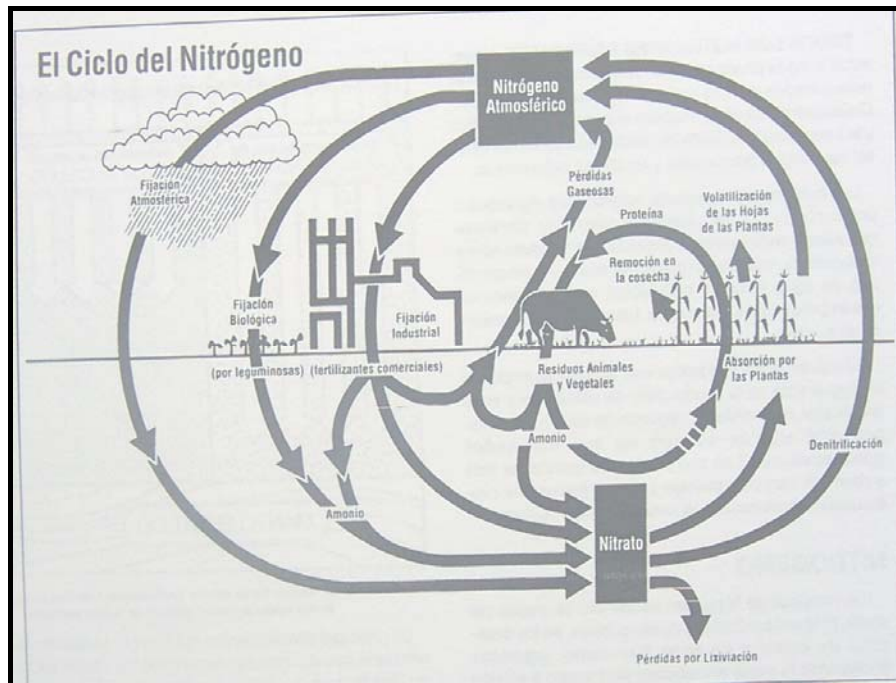 El Ciclo del Nitrógeno
Nitrógeno
Atmosférico
Fijación
Atmosférica
Pérdidas
Gaseosas
Volatilización
de las Hojas
de las Plantas
Proteína
Remoción en
la cosecha
Fijación
Biológica
Fijación
Industrial
(por leguminosas)
(fertilizantes comerciales)
Residuos Animales
y Vegetales
Absorción por
las Plantas
Amonio
Denitrificación
Amonio
Nitrato
Pérdidas por Lixiviación